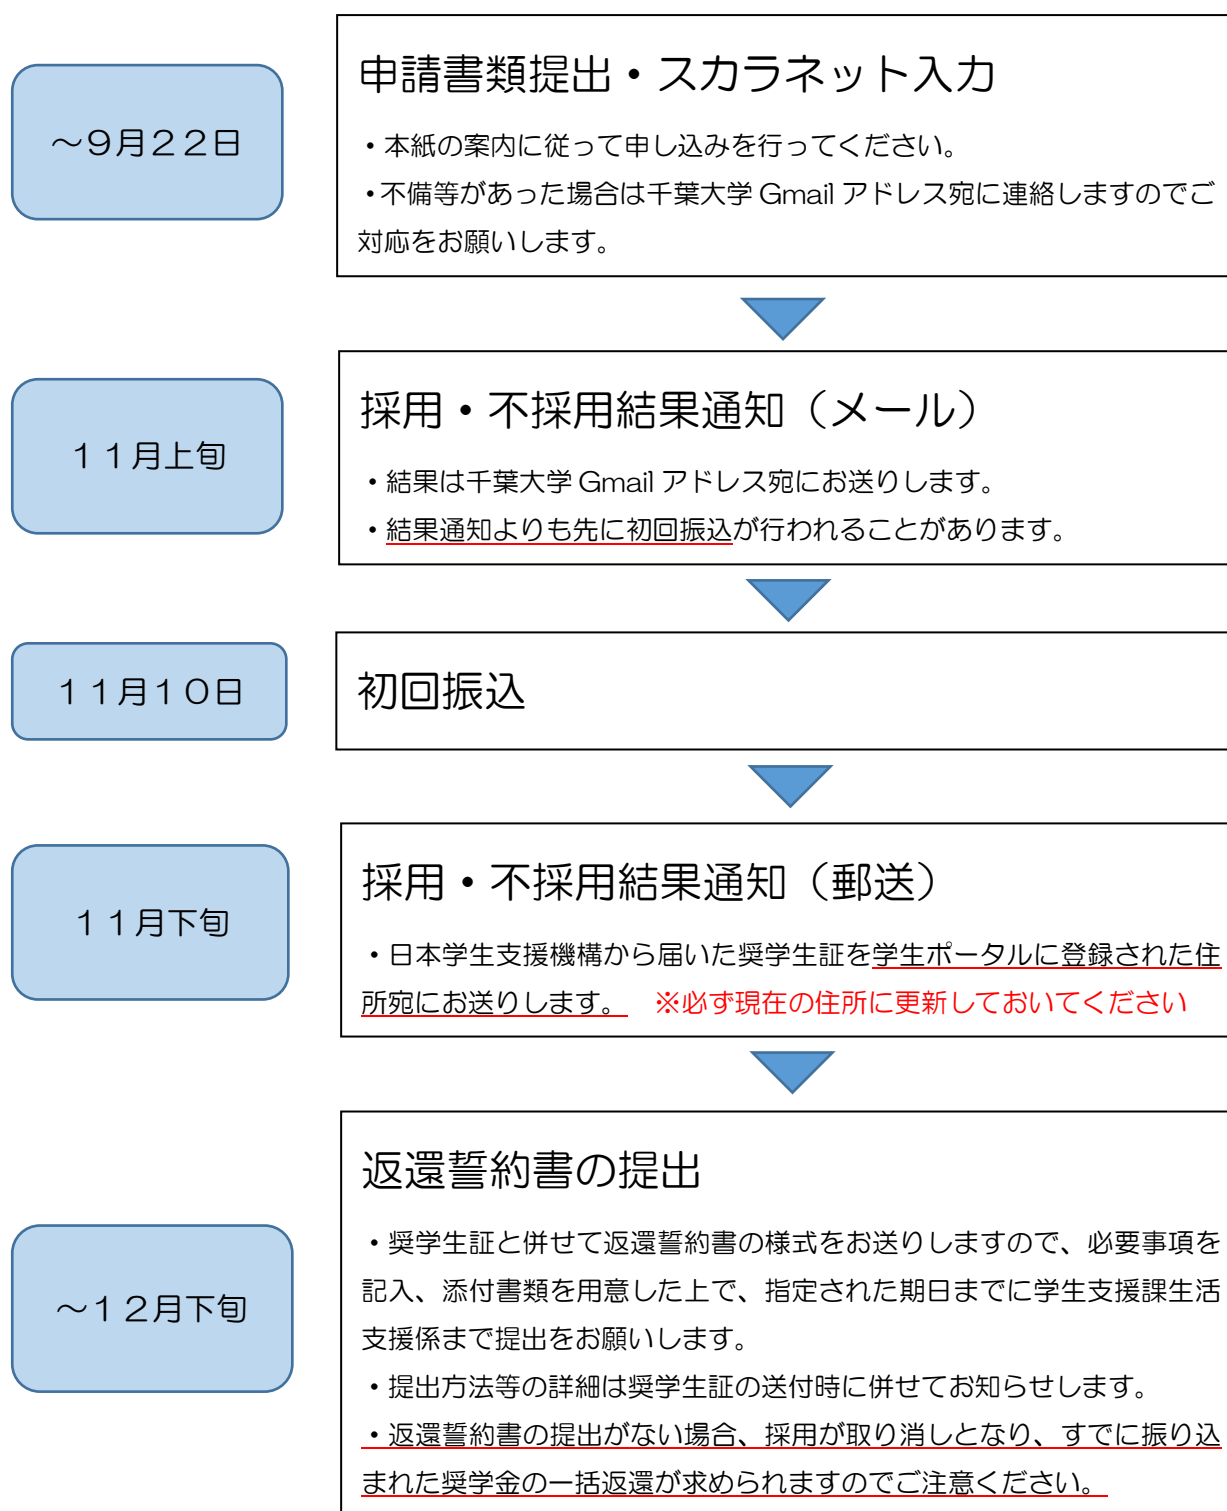 ～9月22日
申請書類提出・スカラネット入力
・本紙の案内に従って申し込みを行ってください。
・不備等があった場合は千葉大学 Gmail アドレス宛に連絡しますのでご
対応をお願いします。
11月上旬
採用・不採用結果通知（メール）
・結果は千葉大学 Gmail アドレス宛にお送りします。
・結果通知よりも先に初回振込が行われることがあります。
11月10日
初回振込
11月下旬
採用・不採用結果通知（郵送）
・日本学生支援機構から届いた奨学生証を学生ポータルに登録された住
所宛にお送りします。 ※必ず現在の住所に更新しておいてください
～12月下旬
返還誓約書の提出
・奨学生証と併せて返還誓約書の様式をお送りしますので、必要事項を
記入、添付書類を用意した上で、指定された期日までに学生支援課生活
支援係まで提出をお願いします。
・提出方法等の詳細は奨学生証の送付時に併せてお知らせします。
・返還誓約書の提出がない場合、採用が取り消しとなり、すでに振り込
まれた奨学金の一括返還が求められますのでご注意ください。